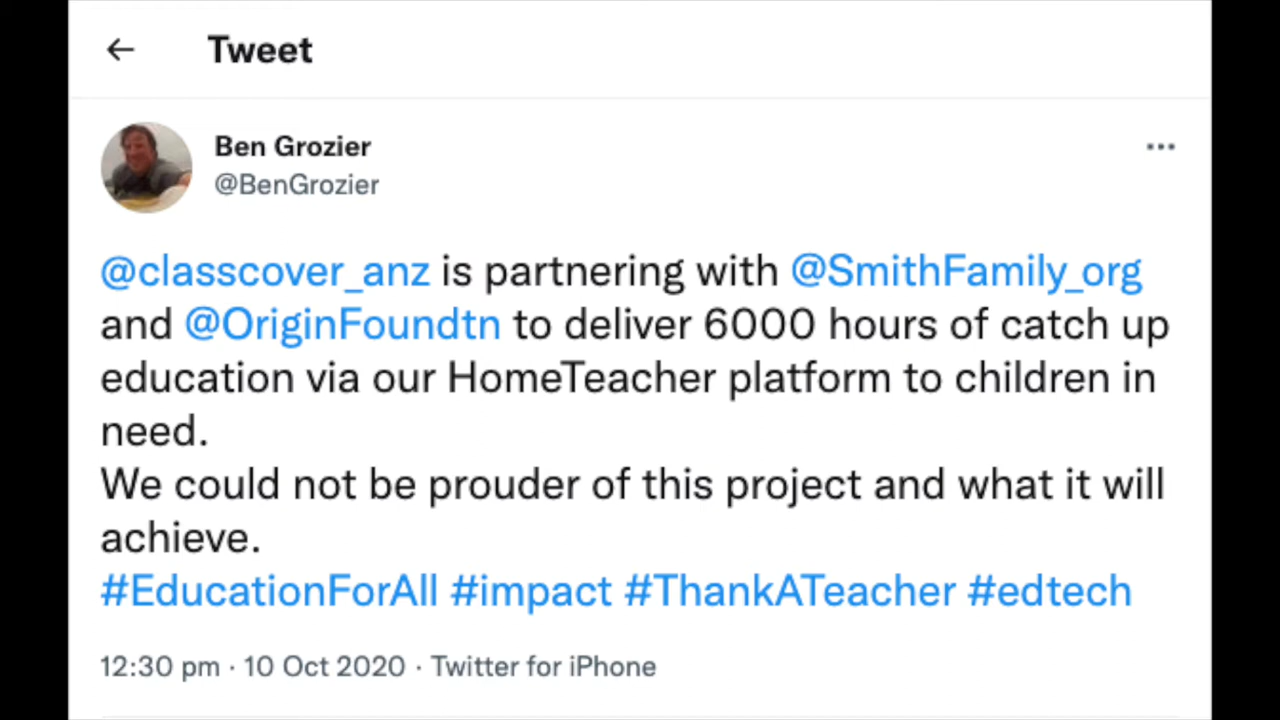 ← Tweet
Ben Grozier
@BenGrozier
@classcover_anz is partnering with @SmithFamily_org
and @OriginFoundtn to deliver 6000 hours of catch up
education via our HomeTeacher platform to children in
need.
We could not be prouder of this project and what it will
achieve.
#EducationForAll #impact #ThankATeacher #edtech
12:30 pm · 10 Oct 2020 · Twitter for iPhone